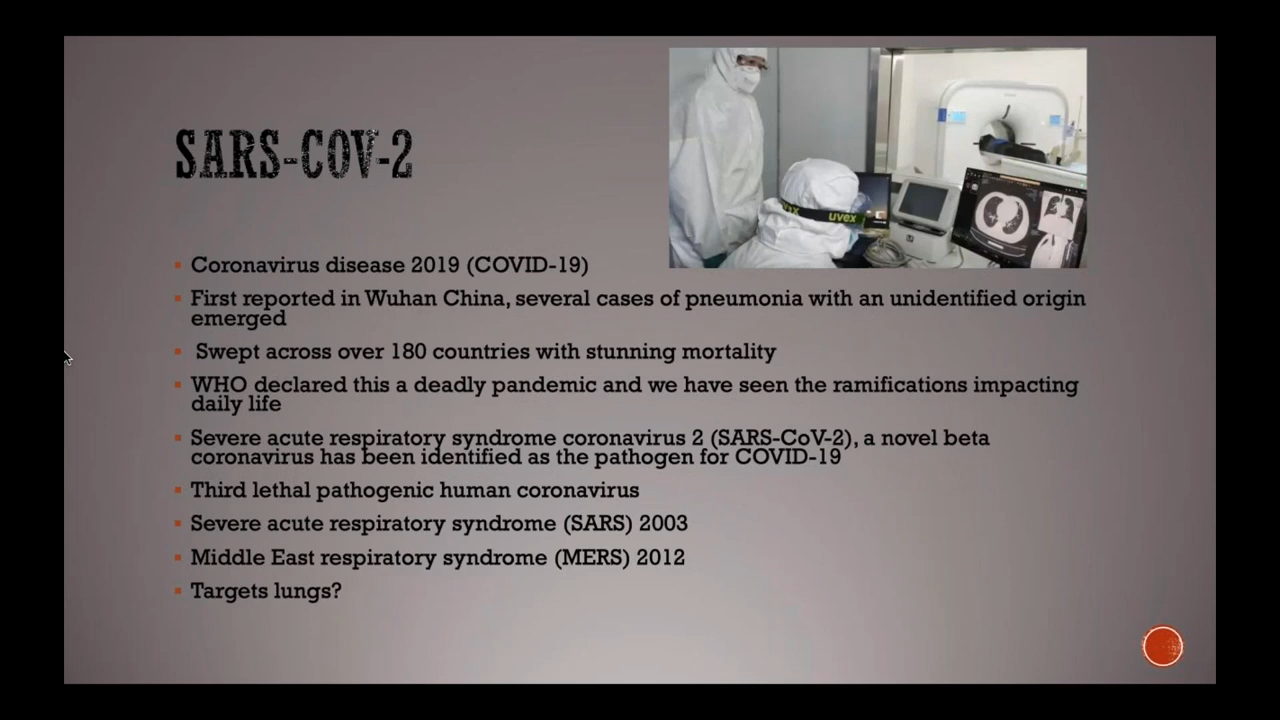 SARS-COV-2
uvex
Coronavirus disease 2019 (COVID-19)
First reported in Wuhan China, several cases of pneumonia with an unidentified origin
emerged
Swept across over 180 countries with stunning mortality
WHO declared this a deadly pandemic and we have seen the ramifications impacting
daily life
Severe acute respiratory syndrome coronavirus 2 (SARS-CoV-2), a novel beta
coronavirus has been identified as the pathogen for COVID-19
Third lethal pathogenic human coronavirus
Severe acute respiratory syndrome (SARS) 2003
Middle East respiratory syndrome (MERS) 2012
Targets lungs?